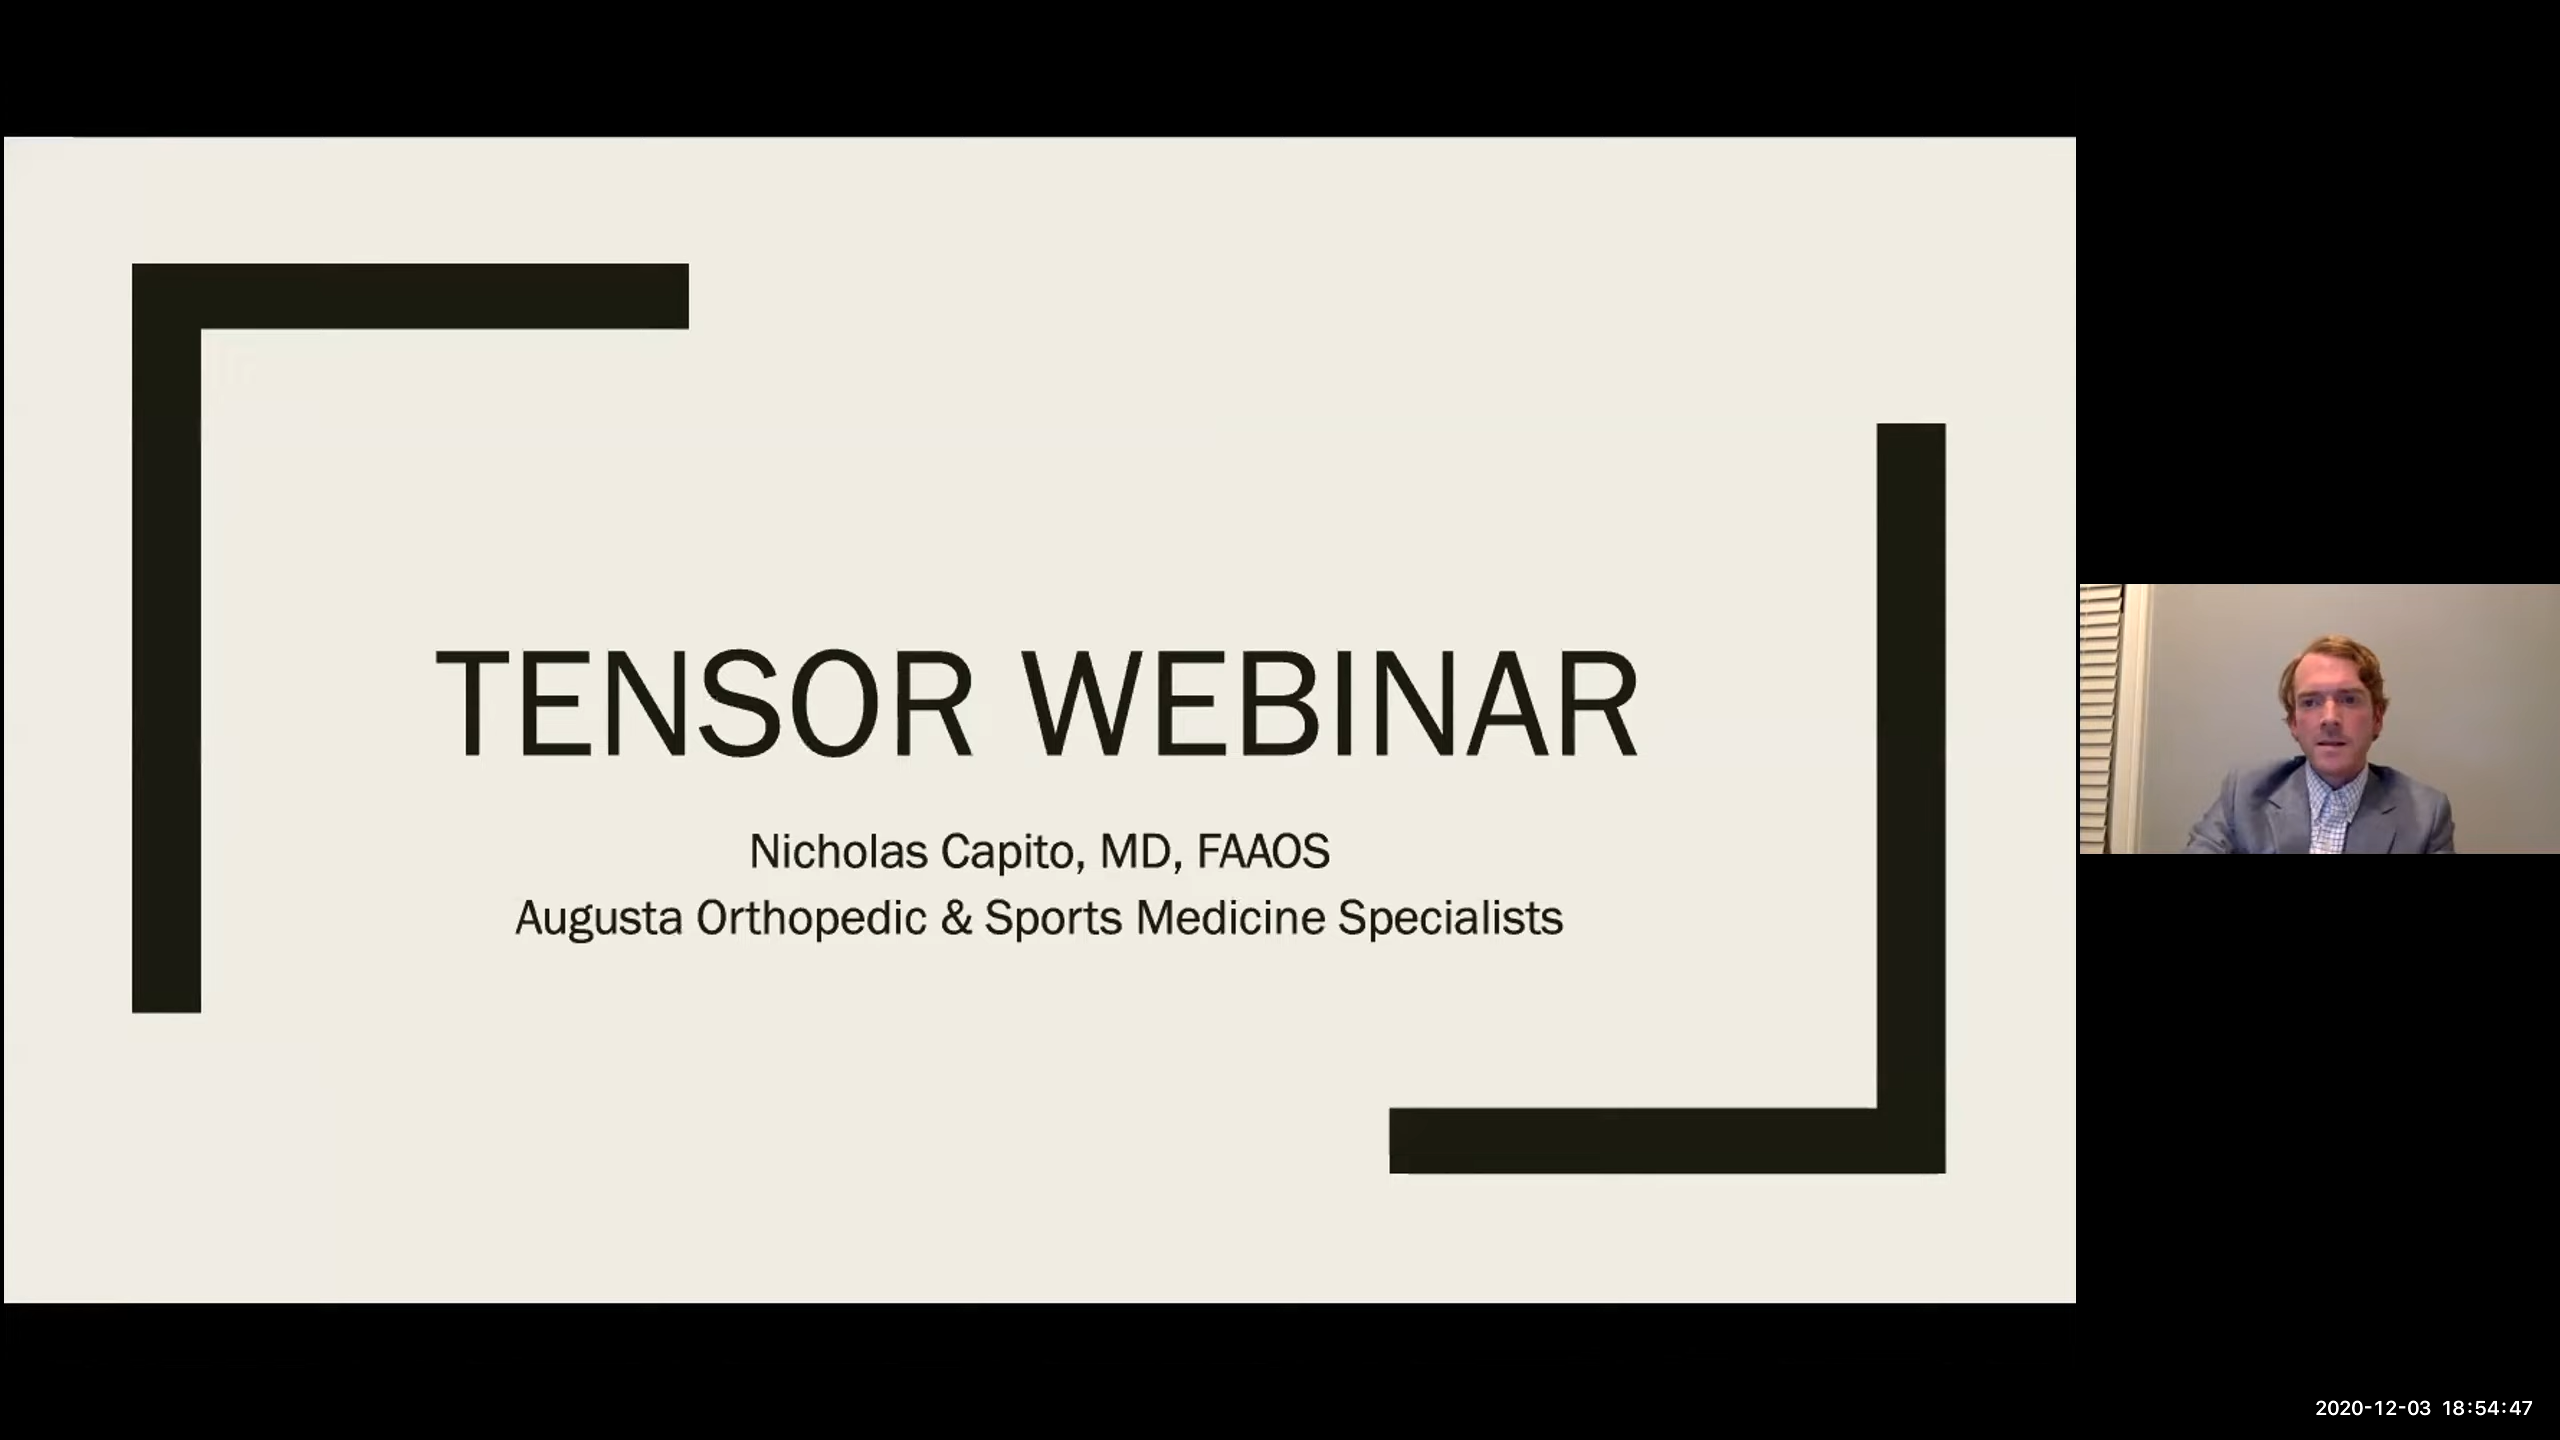 TENSOR WEBINAR
Nicholas Capito, MD, FAAOS
Augusta Orthopedic & Sports Medicine Specialists
2020-12-03 18:54:47